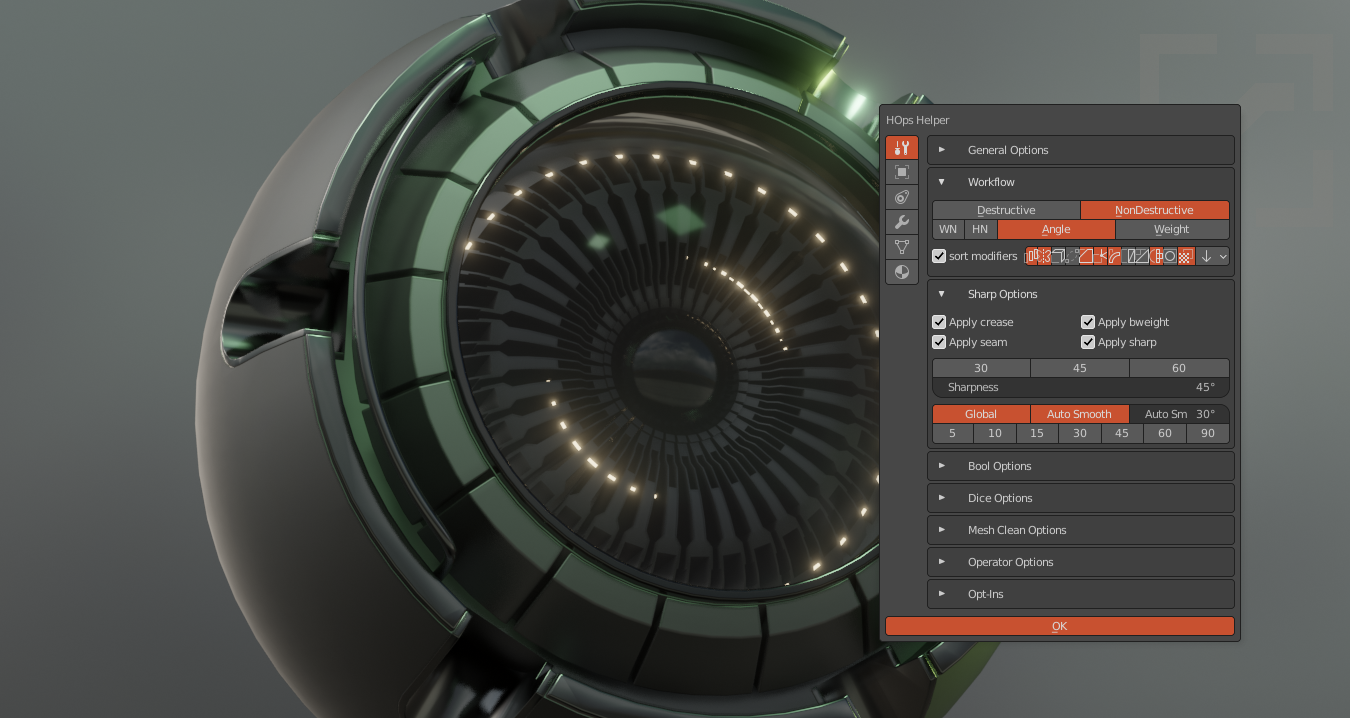 HOps Helper
General Options
Workflow
Destructive NonDestructive
WN HN Angle Weight
sort modifiers
Sharp Options
Apply crease Apply bweight
Apply seam Apply sharp
30 45 60
Sharpness 45°
Global Auto Smooth Auto Sm 30°
5 10 15 30 45 60 90
Bool Options
Dice Options
Mesh Clean Options
Operator Options
Opt-Ins
OK